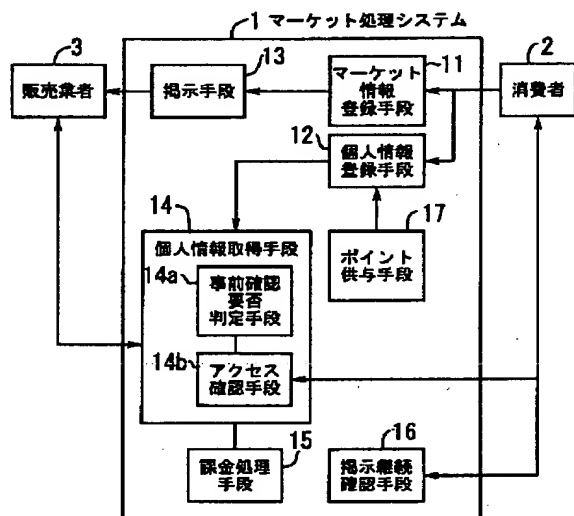 1 マーケット処理システム
3
販売業者
13
掲示手段
11
マーケット
情報
登録手段
2
消費者
12
個人情報
登録手段
17
ポイント
供与手段
14
個人情報取得手段
14a
事前確認
要否
判定手段
14b
アクセス
確認手段
15
課金処理
手段
16
掲示継続
確認手段